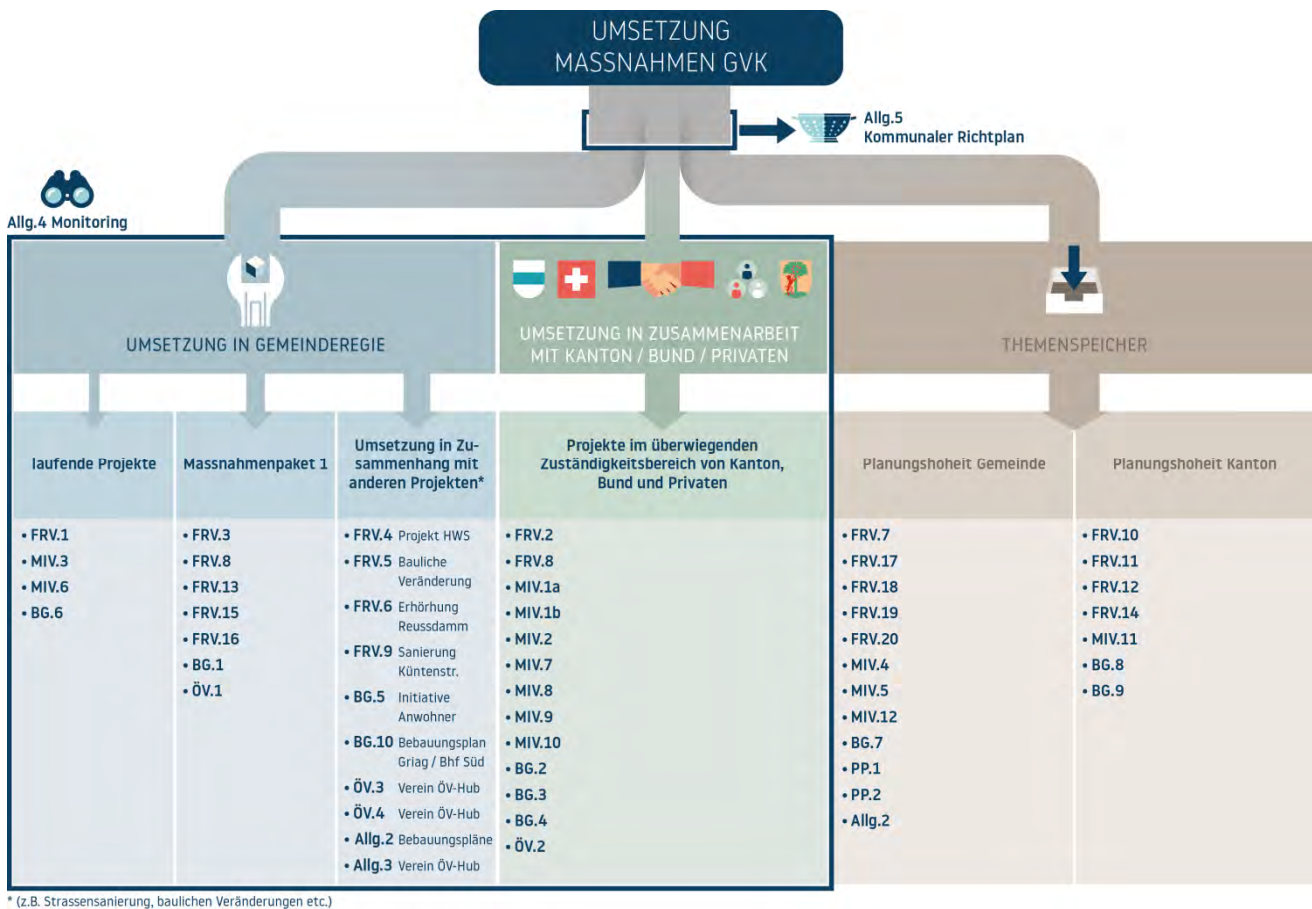 UMSETZUNG
MASSNAHMEN GVK
Allg.5
Kommunaler Richtplan
Allg.4 Monitoring
UMSETZUNG IN GEMEINDEREGIE
UMSETZUNG IN ZUSAMMENARBEIT
MIT KANTON / BUND / PRIVATEN
THEMENSPEICHER
laufende Projekte
Massnahmenpaket 1
Umsetzung in Zu-
sammenhang mit
anderen Projekten*
Projekte im überwiegenden
Zuständigkeitsbereich von Kanton,
Bund und Privaten
Planungshoheit Gemeinde
Planungshoheit Kanton
• FRV.1
• MIV.3
• MIV.6
• BG.6
• FRV.3
• FRV.8
• FRV.13
• FRV.15
• FRV.16
• BG.1
• ÖV.1
• FRV.4 Projekt HWS
• FRV.5 Bauliche
Veränderung
• FRV.6 Erhörhung
Reussdamm
• FRV.9 Sanierung
Küntenstr.
• BG.5 Initiative
Anwohner
• BG.10 Bebauungsplan
Griag / Bhf Süd
• ÖV.3 Verein ÖV-Hub
• ÖV.4 Verein ÖV-Hub
• Allg.2 Bebauungspläne
• Allg.3 Verein ÖV-Hub
• FRV.2
• FRV.8
• MIV.1a
• MIV.1b
• MIV.2
• MIV.7
• MIV.8
• MIV.9
• MIV.10
• BG.2
• BG.3
• BG.4
• ÖV.2
• FRV.7
• FRV.17
• FRV.18
• FRV.19
• FRV.20
• MIV.4
• MIV.5
• MIV.12
• BG.7
• PP.1
• PP.2
• Allg.2
• FRV.10
• FRV.11
• FRV.12
• FRV.14
• MIV.11
• BG.8
• BG.9
* (z.B. Strassensanierung, baulichen Veränderungen etc.)